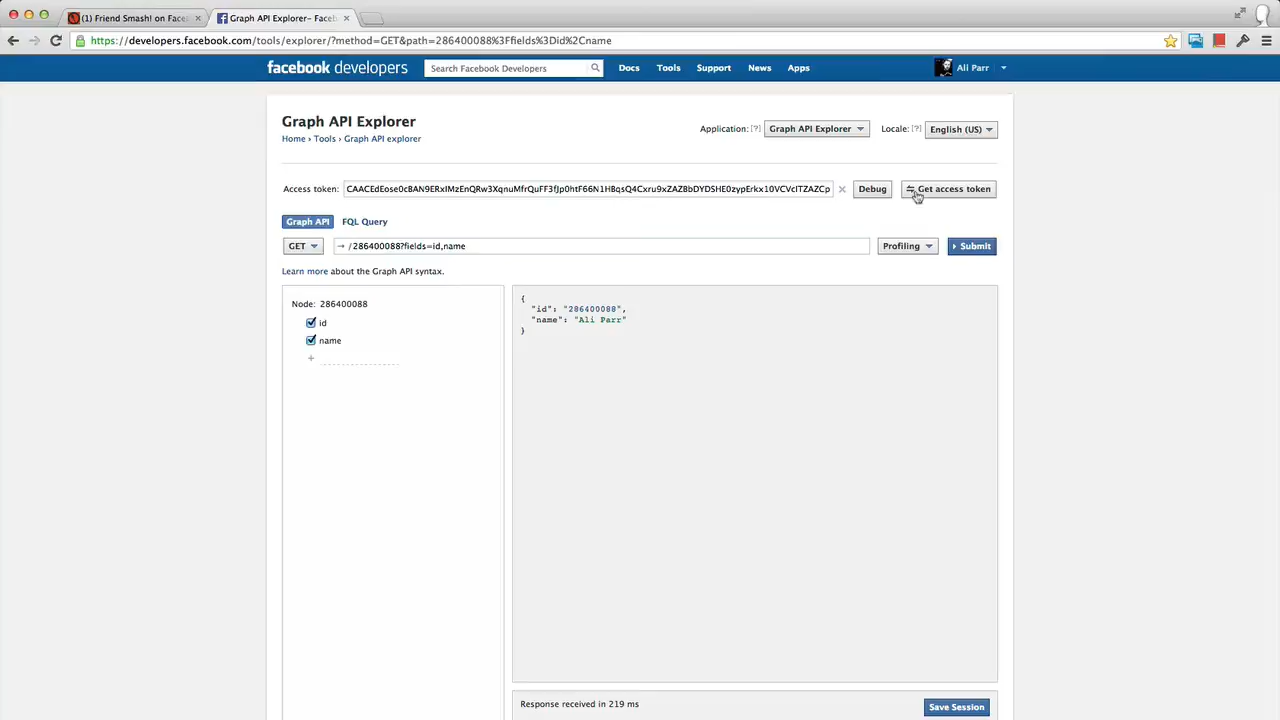 (1) Friend Smash! on Faceb
Graph API Explorer– Faceb
https://developers.facebook.com/tools/explorer/?method=GET&path=286400088%3Ffields%3Did%2Cname
facebook developers
Search Facebook Developers
Docs
Tools
Support
News
Apps
Ali Parr
Graph API Explorer
Home › Tools › Graph API explorer
Application: [?]
Graph API Explorer
Locale: [?]
English (US)
Access token:
Debug
Get access token
Graph API
FQL Query
GET
→ /286400088?fields=id,name
Profiling
Submit
Learn more about the Graph API syntax.
Node: 286400088
id
name
+
{
"id": "286400088",
"name": "Ali Parr"
}
Response received in 219 ms
Save Session